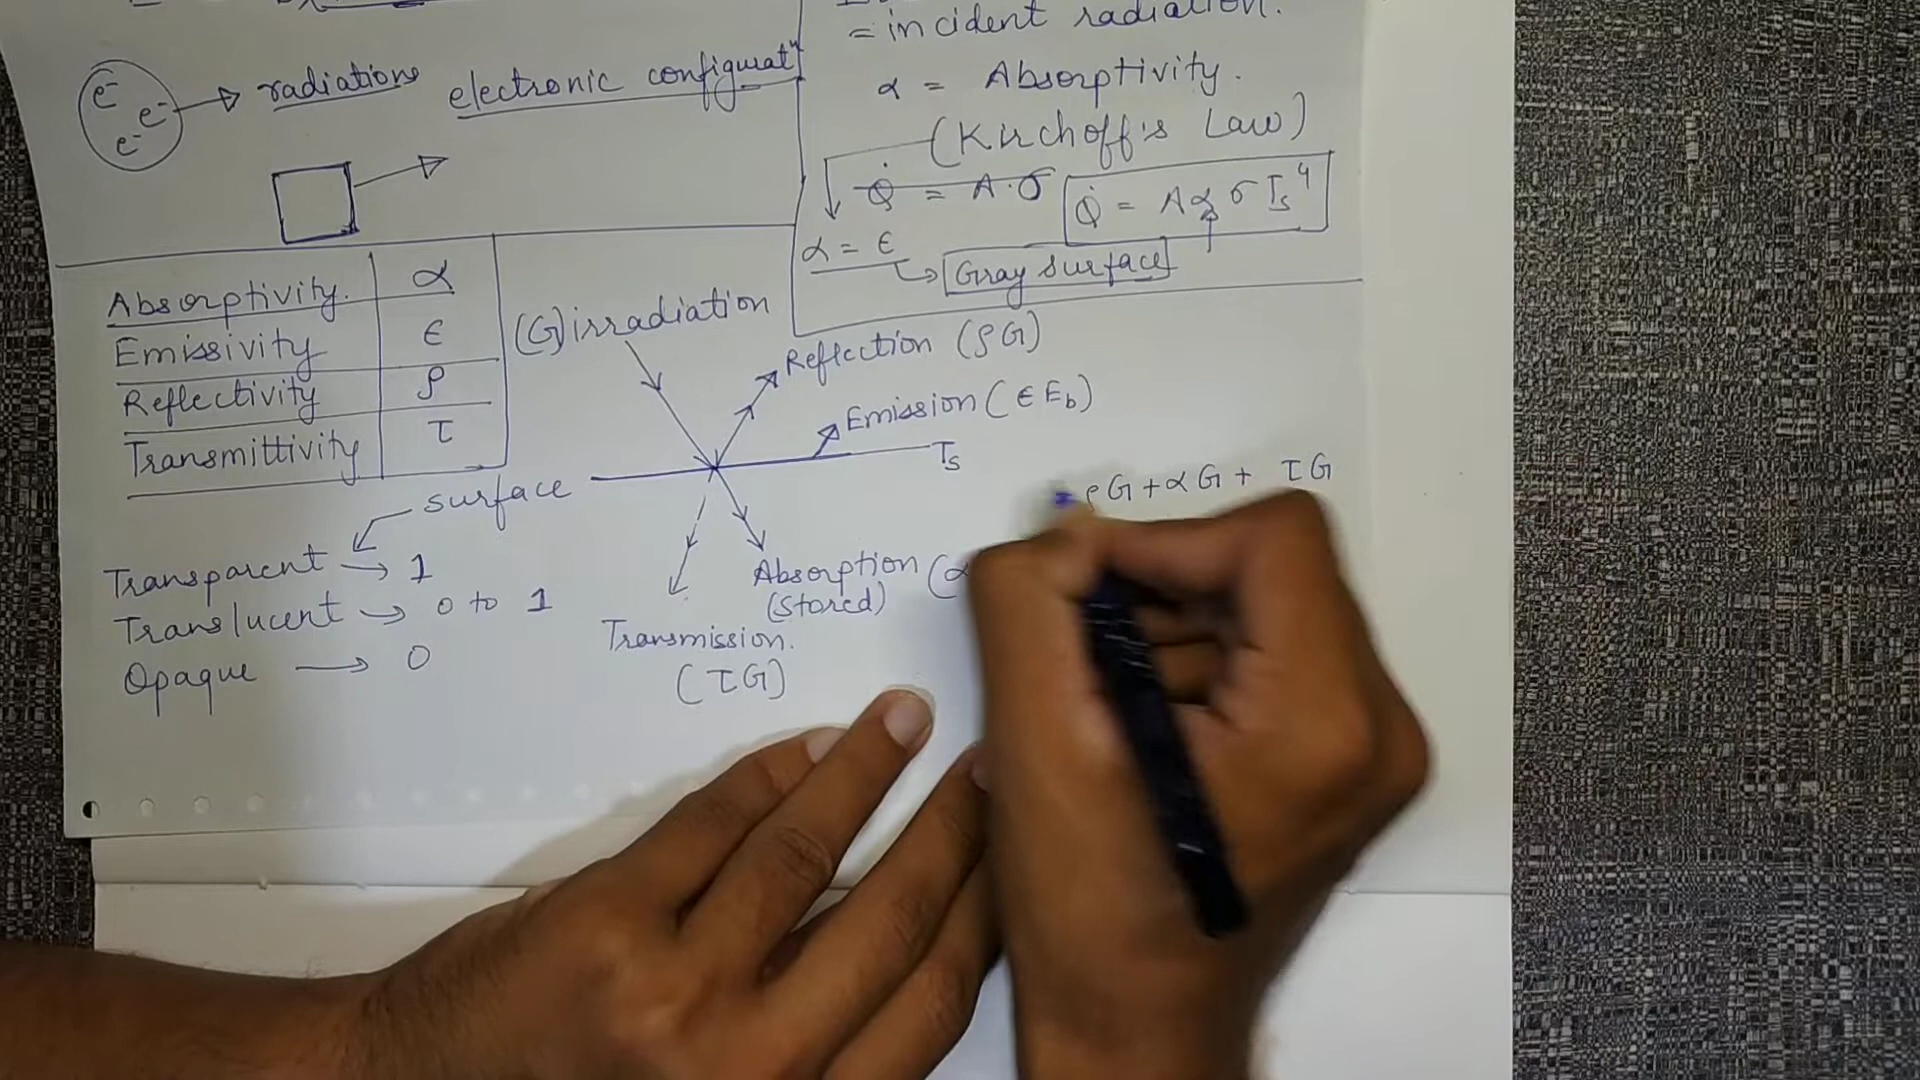 = incident radiation.
e⁻ e⁻ e⁻ → radiations
electronic configuratⁿ
α = Absorptivity.
(Kirchoff's Law)
Q̇ = A.σ
Q̇ = Aα σ Ts⁴
α = ϵ
Gray surface
Absorptivity. α
Emissivity ϵ
Reflectivity ρ
Transmittivity τ
(G) irradiation
Reflection (ρG)
Emission (ϵ Eb)
Ts
surface
ρG + αG + τG
Transparent → 1
Translucent → 0 to 1
Opaque → 0
Absorption (α
(stored)
Transmission.
(τG)